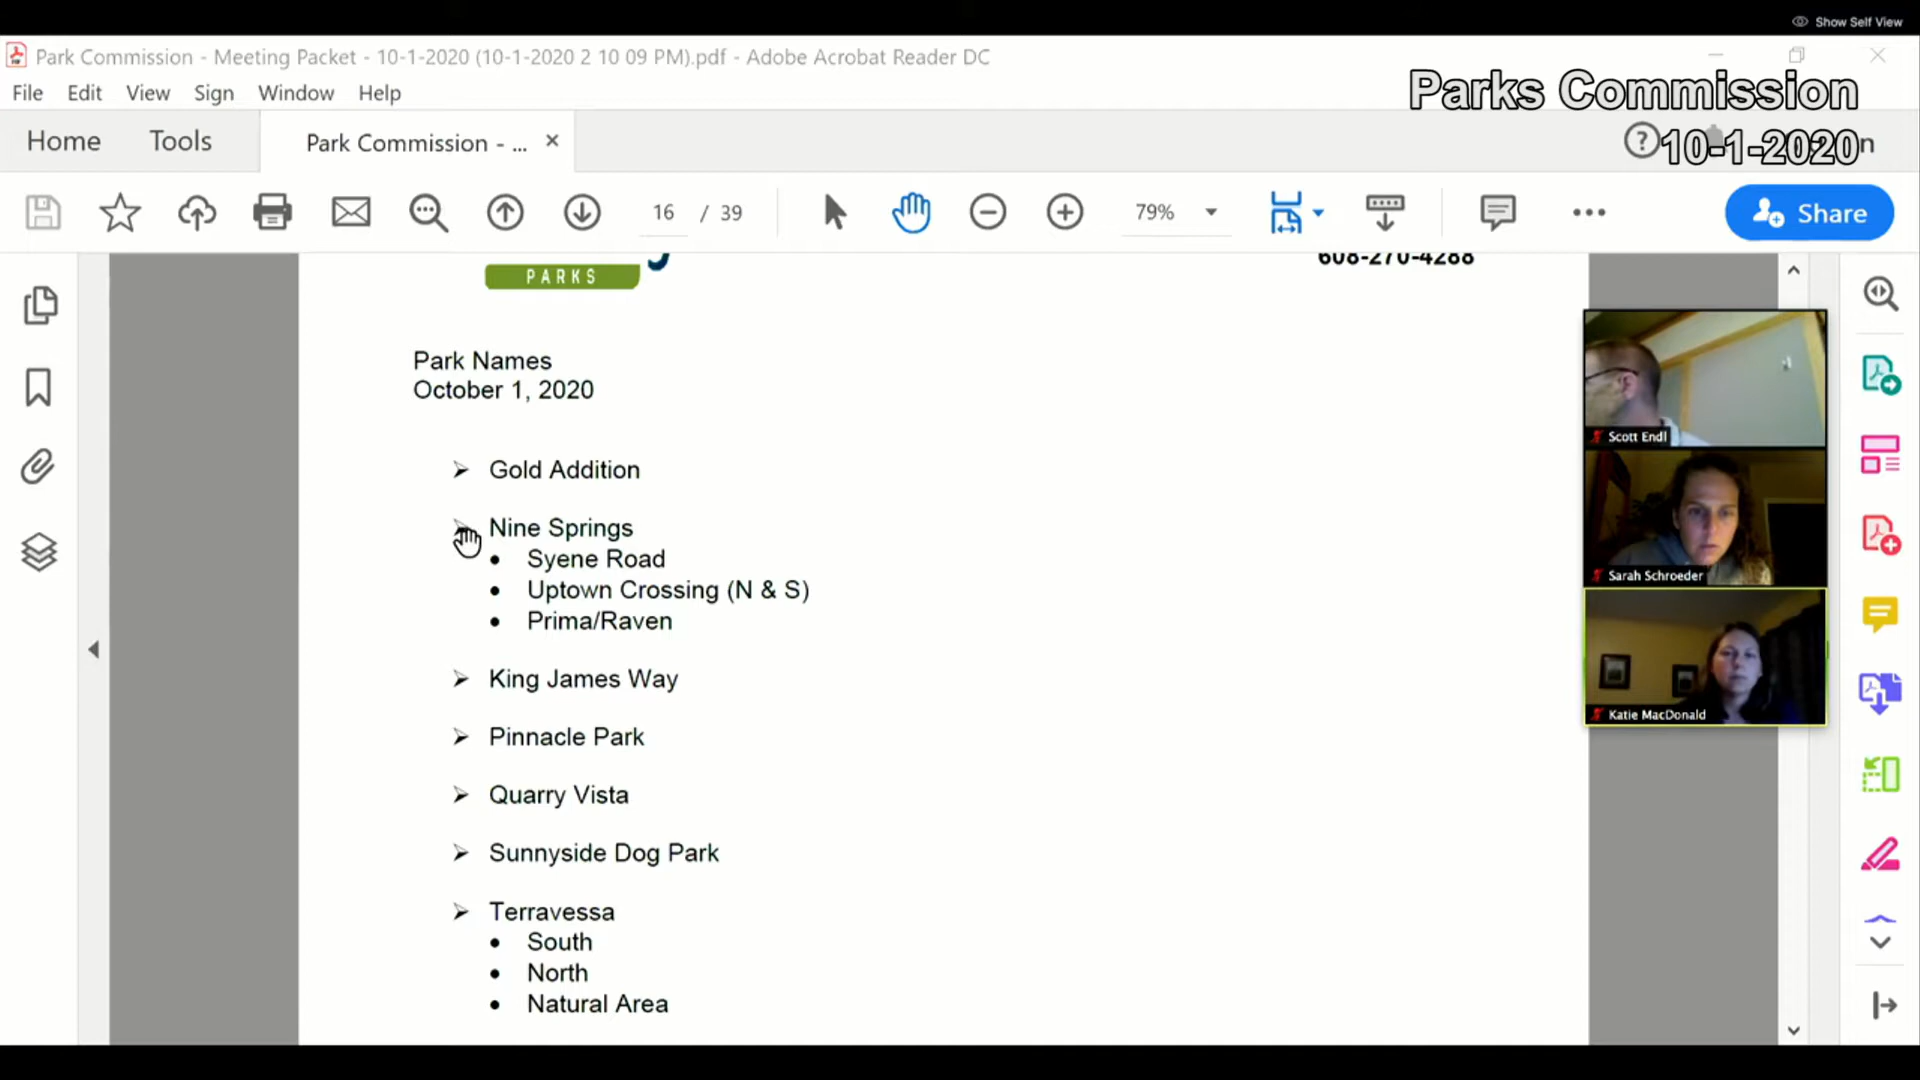 Show Self View
Park Commission - Meeting Packet - 10-1-2020 (10-1-2020 2 10 09 PM).pdf - Adobe Acrobat Reader DC
File Edit View Sign Window Help
Parks Commission
10-1-2020
Home Tools Park Commission - ...
16 / 39 79% Share
PARKS
608-270-4288
Park Names
October 1, 2020
Gold Addition
Nine Springs
Syene Road
Uptown Crossing (N & S)
Prima/Raven
King James Way
Pinnacle Park
Quarry Vista
Sunnyside Dog Park
Terravessa
South
North
Natural Area
Scott Endl
Sarah Schroeder
Katie MacDonald